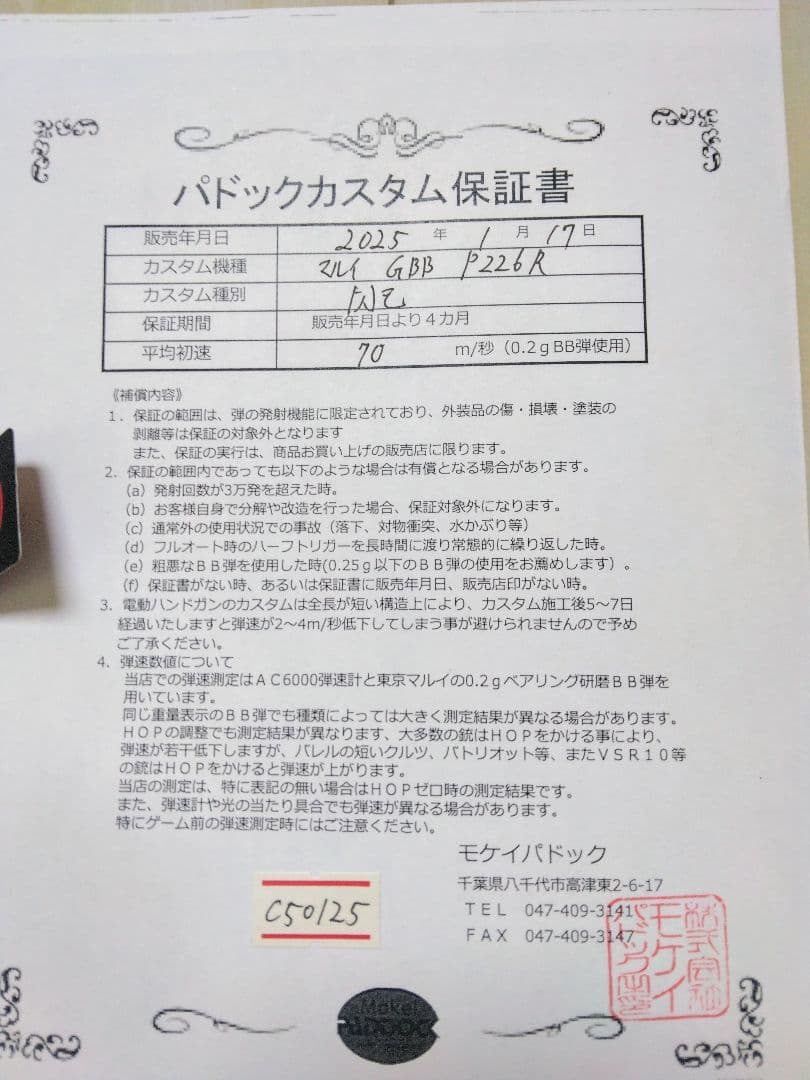 パドックカスタム保証書
販売年月日 2025 年 1 月 17 日
カスタム機種 マルイ GBB P226R
カスタム種別
保証期間 販売年月日より4カ月
平均初速 70 m/秒（0.2gBB弾使用）
《補償内容》
1．保証の範囲は、弾の発射機能に限定されており、外装品の傷・損壊・塗装の
剥離等は保証の対象外となります
また、保証の実行は、商品お買い上げの販売店に限ります。
2．保証の範囲内であっても以下のような場合は有償となる場合があります。
（a）発射回数が3万発を超えた時。
（b）お客様自身で分解や改造を行った場合、保証対象外になります。
（c）通常外の使用状況での事故（落下、対物衝突、水かぶり等）
（d）フルオート時のハーフトリガーを長時間に渡り常態的に繰り返した時。
（e）粗悪なＢＢ弾を使用した時(0.25ｇ以下のＢＢ弾の使用をお薦めします）。
（f）保証書がない時、あるいは保証書に販売年月日、販売店印がない時。
3．電動ハンドガンのカスタムは全長が短い構造上により、カスタム施工後5〜7日
経過いたしますと弾速が2〜4m/秒低下してしまう事が避けられませんので予め
ご了承ください。
4．弾速数値について
当店での弾速測定はＡＣ6000弾速計と東京マルイの0.2ｇベアリング研磨ＢＢ弾を
用いています。
同じ重量表示のＢＢ弾でも種類によっては大きく測定結果が異なる場合があります。
ＨＯＰの調整でも測定結果が異なります、大多数の銃はＨＯＰをかける事により、
弾速が若干低下しますが、バレルの短いクルツ、パトリオット等、またＶＳＲ１０等
の銃はＨＯＰをかけると弾速が上がります。
当店の測定は、特に表記の無い場合はＨＯＰゼロ時の測定結果です。
また、弾速計や光の当たり具合でも弾速が異なる場合があります。
特にゲーム前の弾速測定時にはご注意ください。
モケイパドック
千葉県八千代市高津東2-6-17
ＴＥＬ 047-409-3141
ＦＡＸ 047-409-3147
株式会社
モケイ
パドック
C50125
Mokei